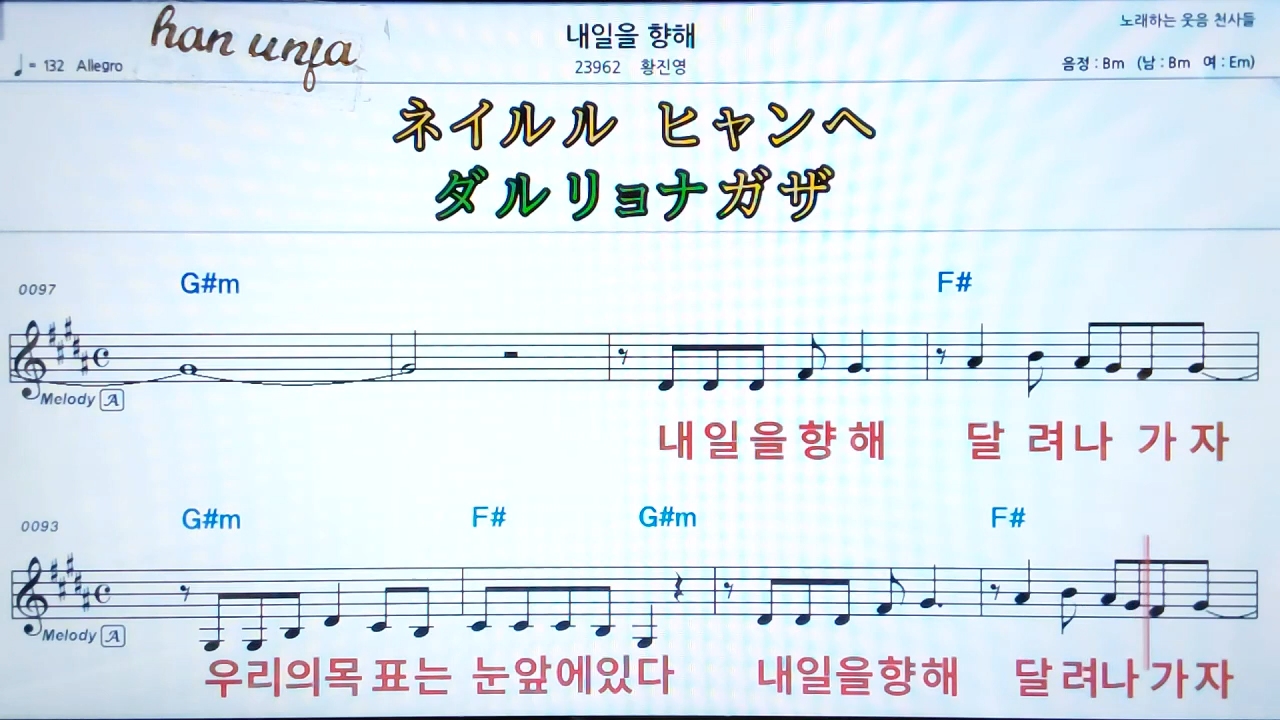 han unfa
내일을 향해
노래하는 웃음 천사들
♩= 132 Allegro
23962 황진영
음정 : Bm (남 : Bm 여 : Em)
ネイルル ヒャンヘ
ダルリョナガザ
0097
G#m F#
Melody A
내일을향해 달려나가자
0093
G#m F# G#m F#
Melody A
우리의목표는 눈앞에있다 내일을향해 달려나가자